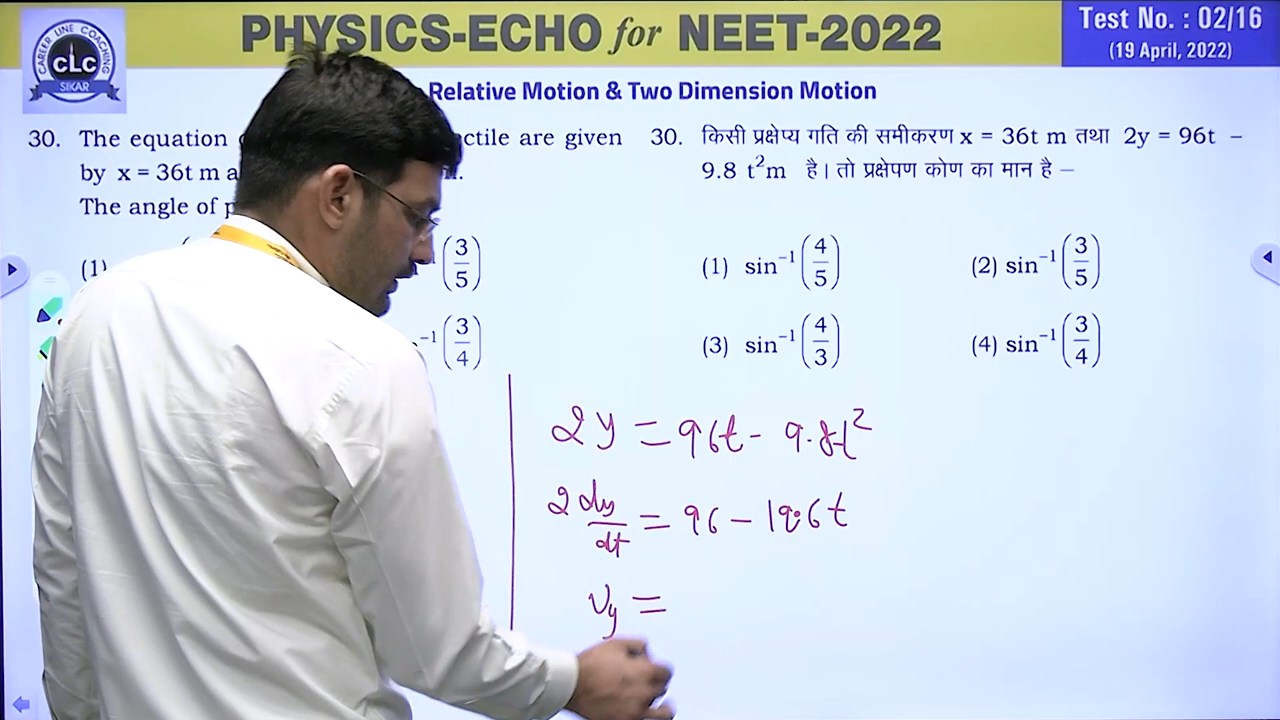 PHYSICS-ECHO for NEET-2022
Test No. : 02/16
(19 April, 2022)
CAREER LINE COACHING
CLC
SIKAR
Relative Motion & Two Dimension Motion
30. The equation ctile are given
by x = 36t m a m.
The angle of p
(1) (3/5)
⁻¹ (3/4)
30. किसी प्रक्षेप्य गति की समीकरण x = 36t m तथा 2y = 96t –
9.8 t²m है। तो प्रक्षेपण कोण का मान है –
(1) sin⁻¹ (4/5) (2) sin⁻¹ (3/5)
(3) sin⁻¹ (4/3) (4) sin⁻¹ (3/4)
2y = 96t - 9.8t²
2 dy/dt = 96 - 19.6t
vy =